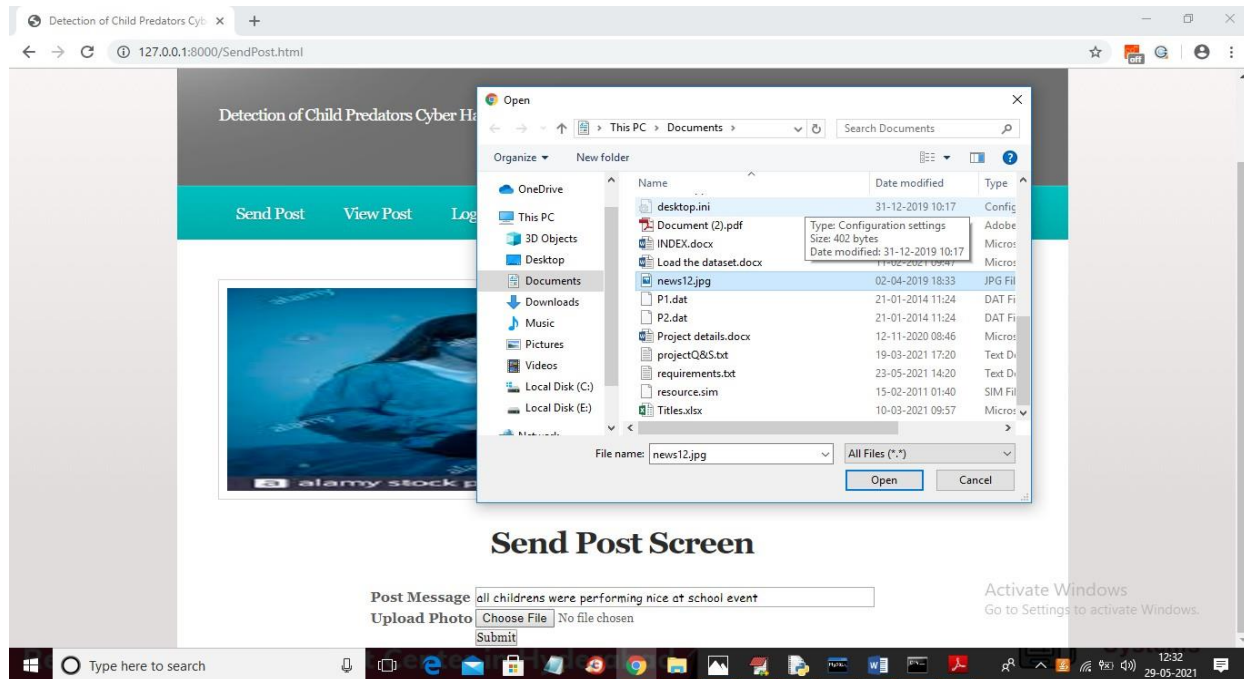 Detection of Child Predators Cyb
127.0.0.1:8000/SendPost.html
off
Detection of Child Predators Cyber Ha
Send Post View Post Log
alamy stock p
Open
This PC > Documents >
Search Documents
Organize New folder
OneDrive
This PC
3D Objects
Desktop
Documents
Downloads
Music
Pictures
Videos
Local Disk (C:)
Local Disk (E:)
Network
Name Date modified Type
desktop.ini 31-12-2019 10:17 Config
Document (2).pdf Adobe
INDEX.docx Micros
Load the dataset.docx 11-02-2021 09:47 Micros
news12.jpg 02-04-2019 18:33 JPG Fil
P1.dat 21-01-2014 11:24 DAT Fi
P2.dat 21-01-2014 11:24 DAT Fi
Project details.docx 12-11-2020 08:46 Micros
projectQ&S.txt 19-03-2021 17:20 Text D
requirements.txt 23-05-2021 14:20 Text D
resource.sim 15-02-2011 01:40 SIM Fil
Titles.xlsx 10-03-2021 09:57 Micros
Type: Configuration settings
Size: 402 bytes
Date modified: 31-12-2019 10:17
File name: news12.jpg All Files (*.*)
Open Cancel
Send Post Screen
Post Message all childrens were performing nice at school event
Upload Photo Choose File No file chosen
Submit
Activate Windows
Go to Settings to activate Windows.
Type here to search
12:32
29-05-2021